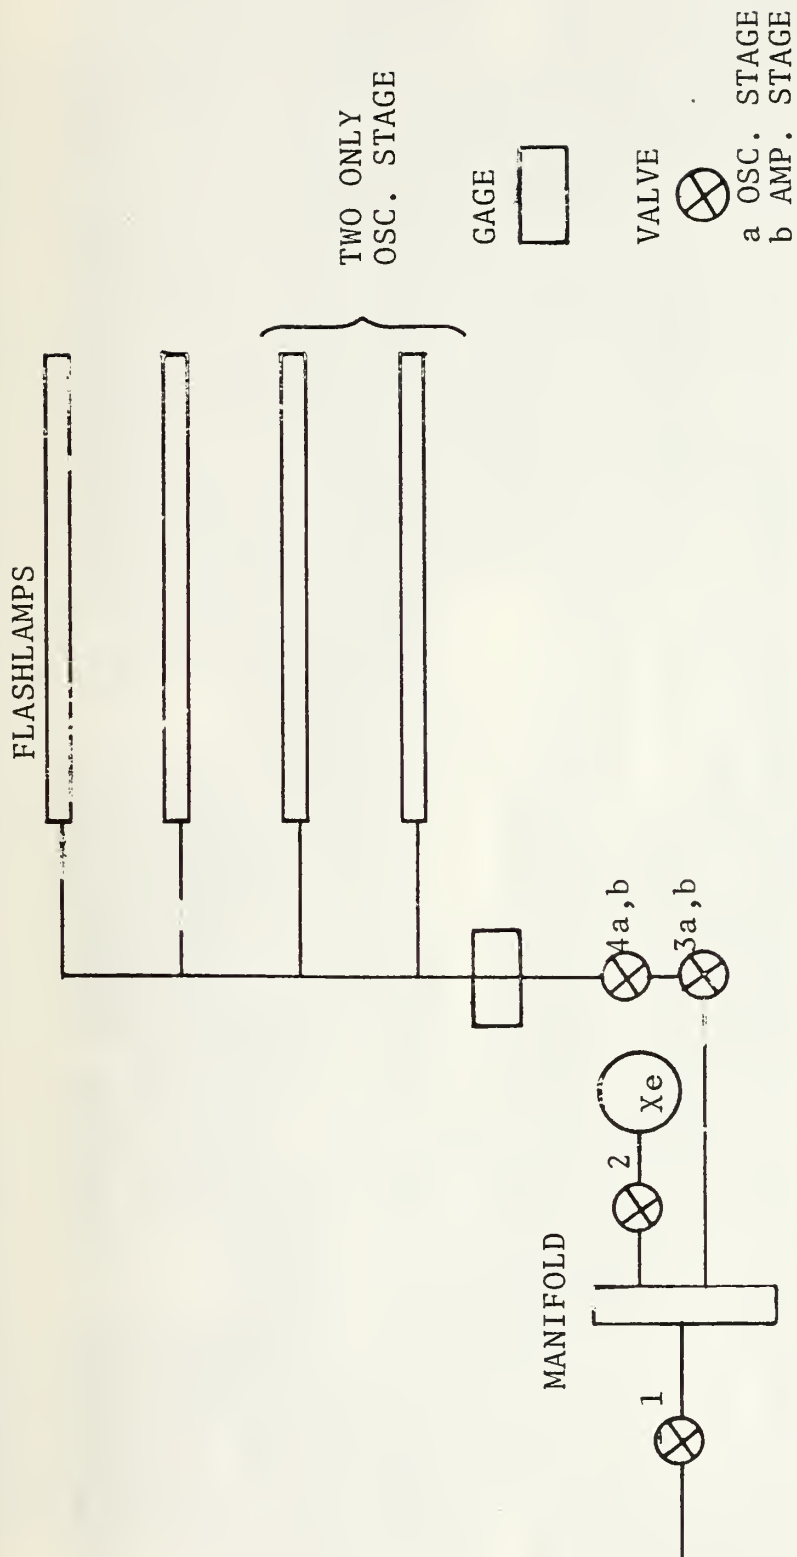 FLASHLAMPS
TWO ONLY
OSC. STAGE
GAGE
VALVE
a OSC. STAGE
b AMP. STAGE
4a,b
3a,b
Xe
2
MANIFOLD
1